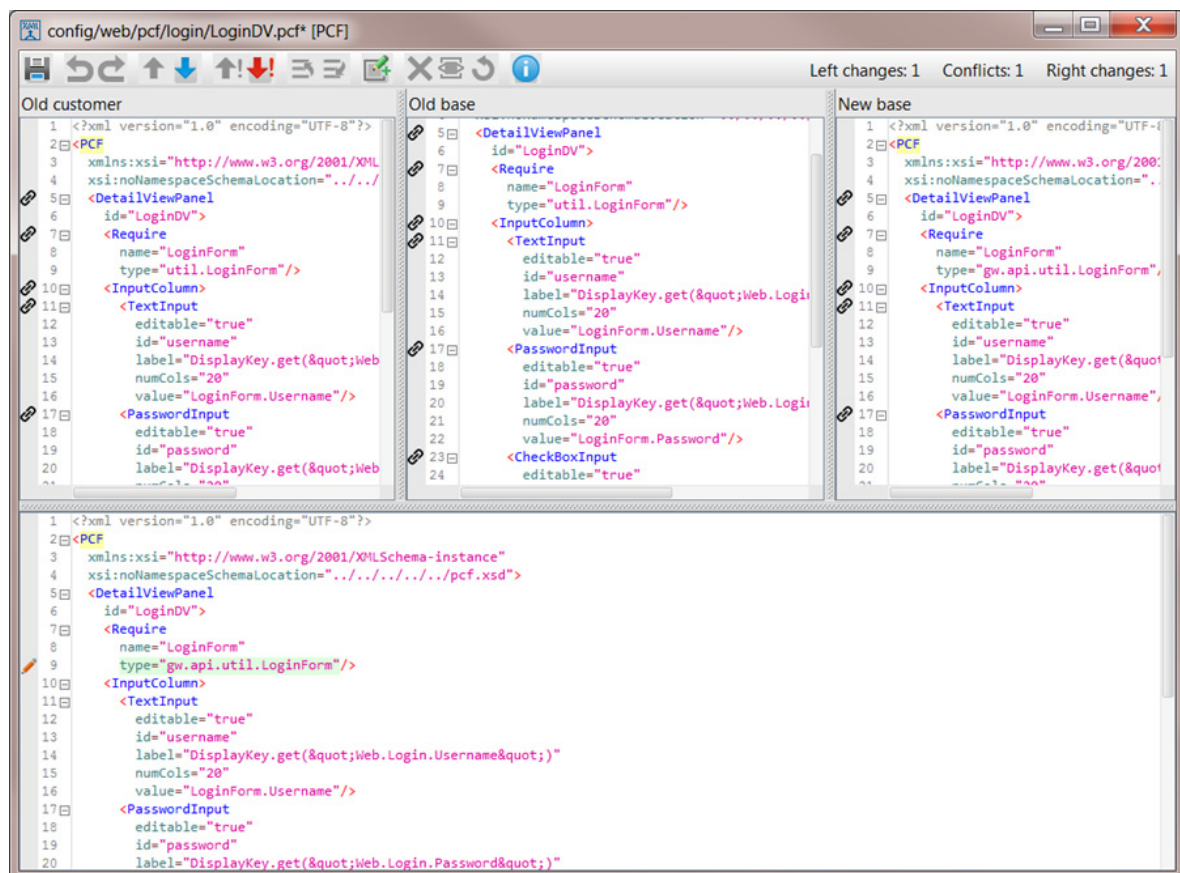 config/web/pcf/login/LoginDV.pcf* [PCF]
Left changes: 1 Conflicts: 1 Right changes: 1
Old customer
1 <?xml version="1.0" encoding="UTF-8"?>
2 <PCF
3 xmlns:xsi="http://www.w3.org/2001/XML
4 xsi:noNamespaceSchemaLocation="../../
5 <DetailViewPanel
6 id="LoginDV">
7 <Require
8 name="LoginForm"
9 type="util.LoginForm"/>
10 <InputColumn>
11 <TextInput
12 editable="true"
13 id="username"
14 label="DisplayKey.get(&quot;Web
15 numCols="20"
16 value="LoginForm.Username"/>
17 <PasswordInput
18 editable="true"
19 id="password"
20 label="DisplayKey.get(&quot;Web
Old base
5 <DetailViewPanel
6 id="LoginDV">
7 <Require
8 name="LoginForm"
9 type="util.LoginForm"/>
10 <InputColumn>
11 <TextInput
12 editable="true"
13 id="username"
14 label="DisplayKey.get(&quot;Web.Logi
15 numCols="20"
16 value="LoginForm.Username"/>
17 <PasswordInput
18 editable="true"
19 id="password"
20 label="DisplayKey.get(&quot;Web.Logi
21 numCols="20"
22 value="LoginForm.Password"/>
23 <CheckBoxInput
24 editable="true"
New base
1 <?xml version="1.0" encoding="UTF-8
2 <PCF
3 xmlns:xsi="http://www.w3.org/200
4 xsi:noNamespaceSchemaLocation="..
5 <DetailViewPanel
6 id="LoginDV">
7 <Require
8 name="LoginForm"
9 type="gw.api.util.LoginForm"/
10 <InputColumn>
11 <TextInput
12 editable="true"
13 id="username"
14 label="DisplayKey.get(&quot
15 numCols="20"
16 value="LoginForm.Username"/
17 <PasswordInput
18 editable="true"
19 id="password"
20 label="DisplayKey.get(&quot
1 <?xml version="1.0" encoding="UTF-8"?>
2 <PCF
3 xmlns:xsi="http://www.w3.org/2001/XMLSchema-instance"
4 xsi:noNamespaceSchemaLocation="../../../../../pcf.xsd">
5 <DetailViewPanel
6 id="LoginDV">
7 <Require
8 name="LoginForm"
9 type="gw.api.util.LoginForm"/>
10 <InputColumn>
11 <TextInput
12 editable="true"
13 id="username"
14 label="DisplayKey.get(&quot;Web.Login.Username&quot;)"
15 numCols="20"
16 value="LoginForm.Username"/>
17 <PasswordInput
18 editable="true"
19 id="password"
20 label="DisplayKey.get(&quot;Web.Login.Password&quot;)"